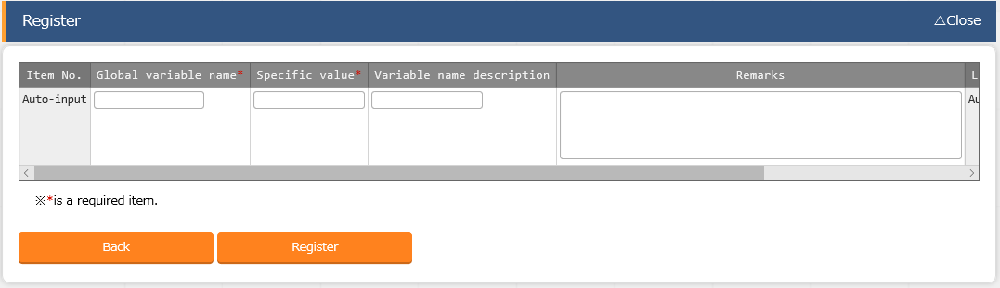 Register △Close
Item No. Global variable name* Specific value* Variable name description Remarks L
Auto-input Au
※*is a required item.
Back Register